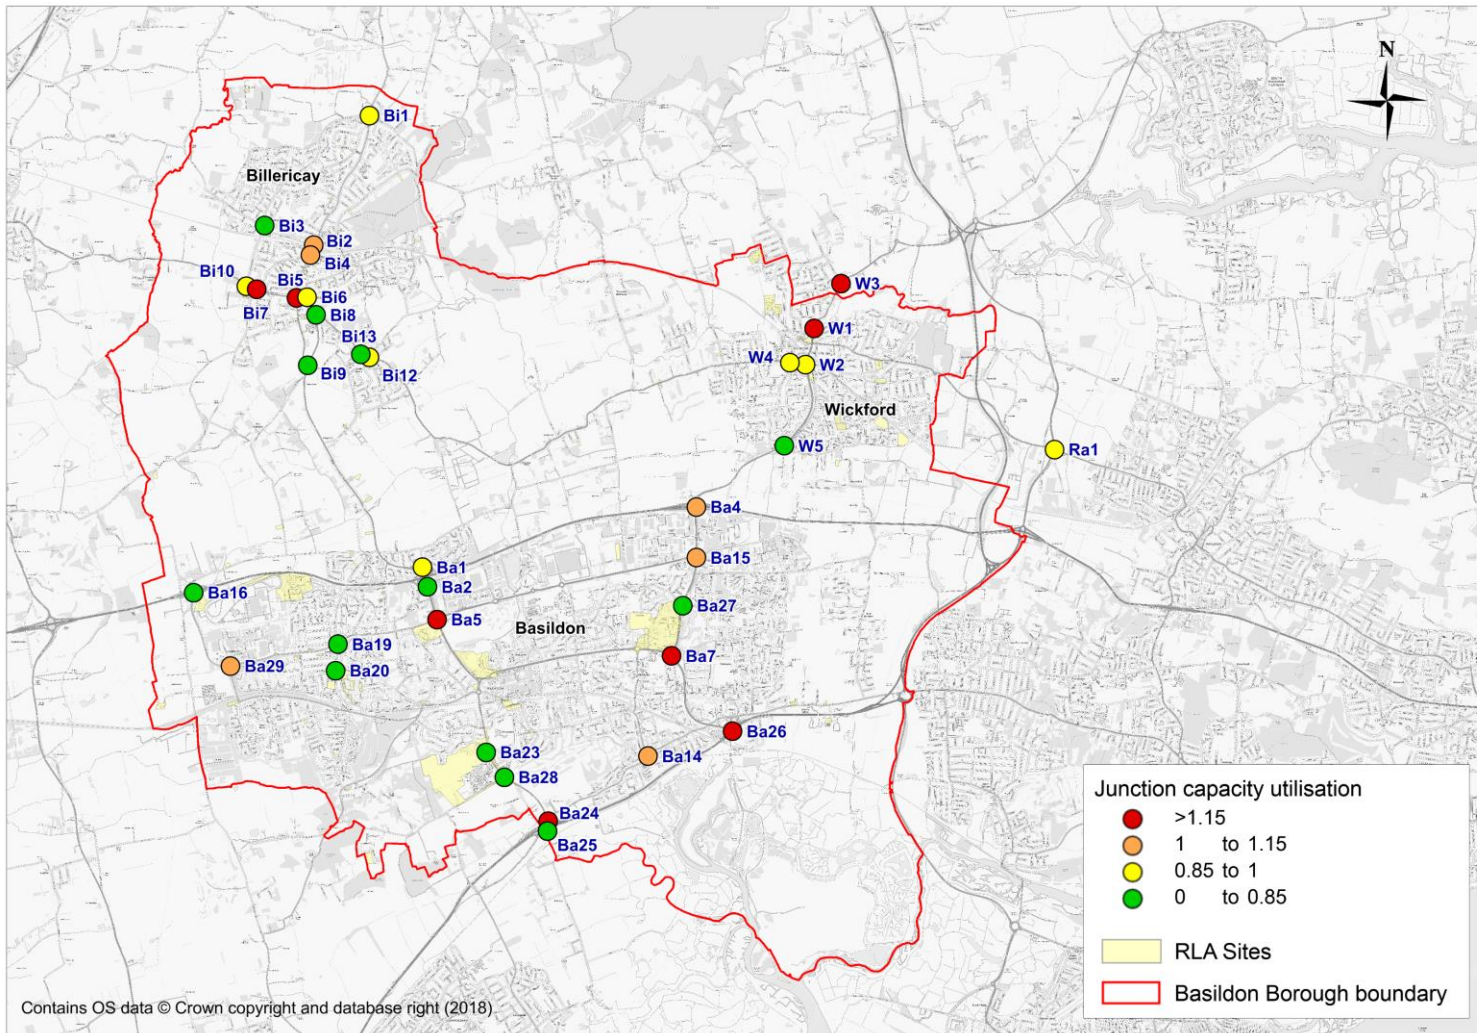 N
Bi1
Billericay
Bi3
Bi2
Bi4
Bi10
Bi5
Bi6
Bi7
Bi8
Bi13
Bi9
Bi12
W3
W1
W4
W2
Wickford
W5
Ra1
Ba4
Ba15
Ba1
Ba2
Ba16
Ba27
Ba5
Basildon
Ba19
Ba7
Ba29
Ba20
Ba26
Ba23
Ba14
Ba28
Ba24
Ba25
Junction capacity utilisation
>1.15
1 to 1.15
0.85 to 1
0 to 0.85
RLA Sites
Basildon Borough boundary
Contains OS data © Crown copyright and database right (2018)